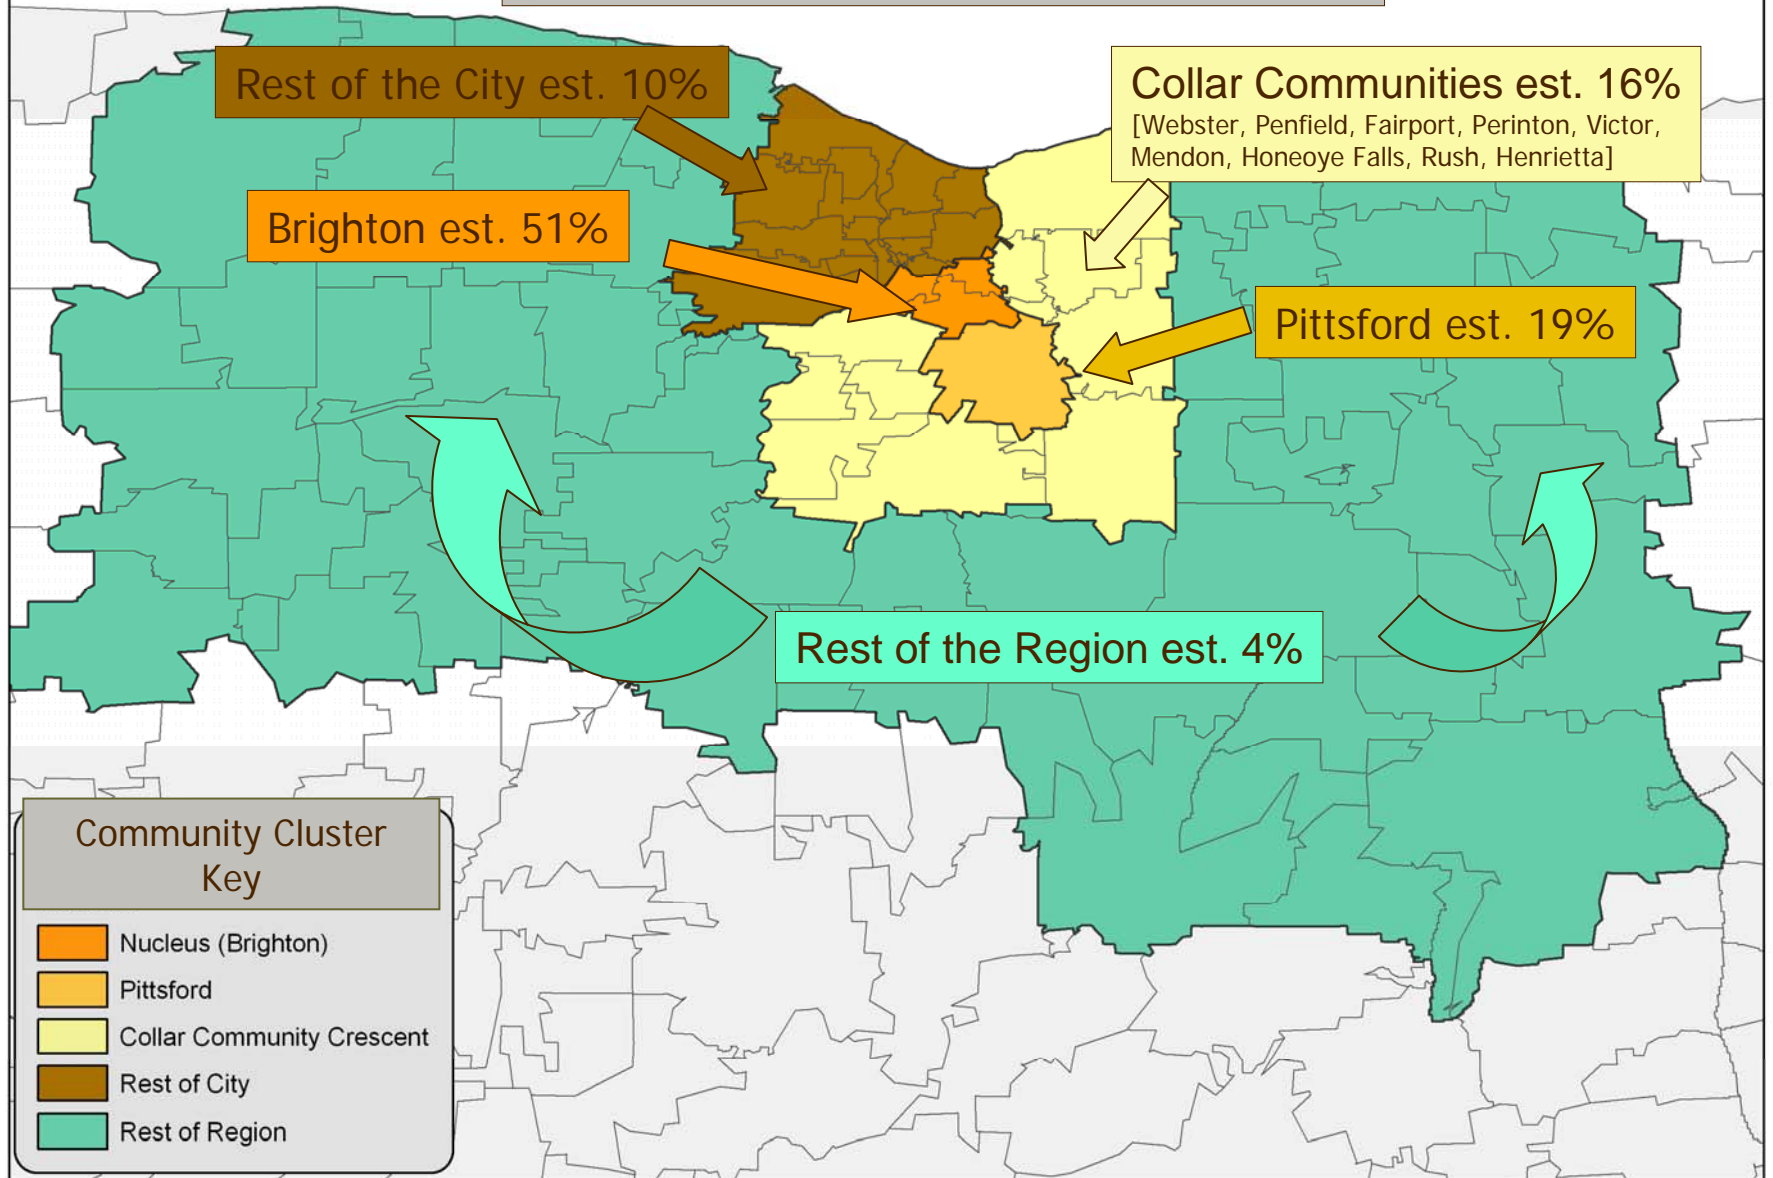 Rest of the City est. 10%
Collar Communities est. 16%
[Webster, Penfield, Fairport, Perinton, Victor,
Mendon, Honeoye Falls, Rush, Henrietta]
Brighton est. 51%
Pittsford est. 19%
Rest of the Region est. 4%
Community Cluster
Key
Nucleus (Brighton)
Pittsford
Collar Community Crescent
Rest of City
Rest of Region